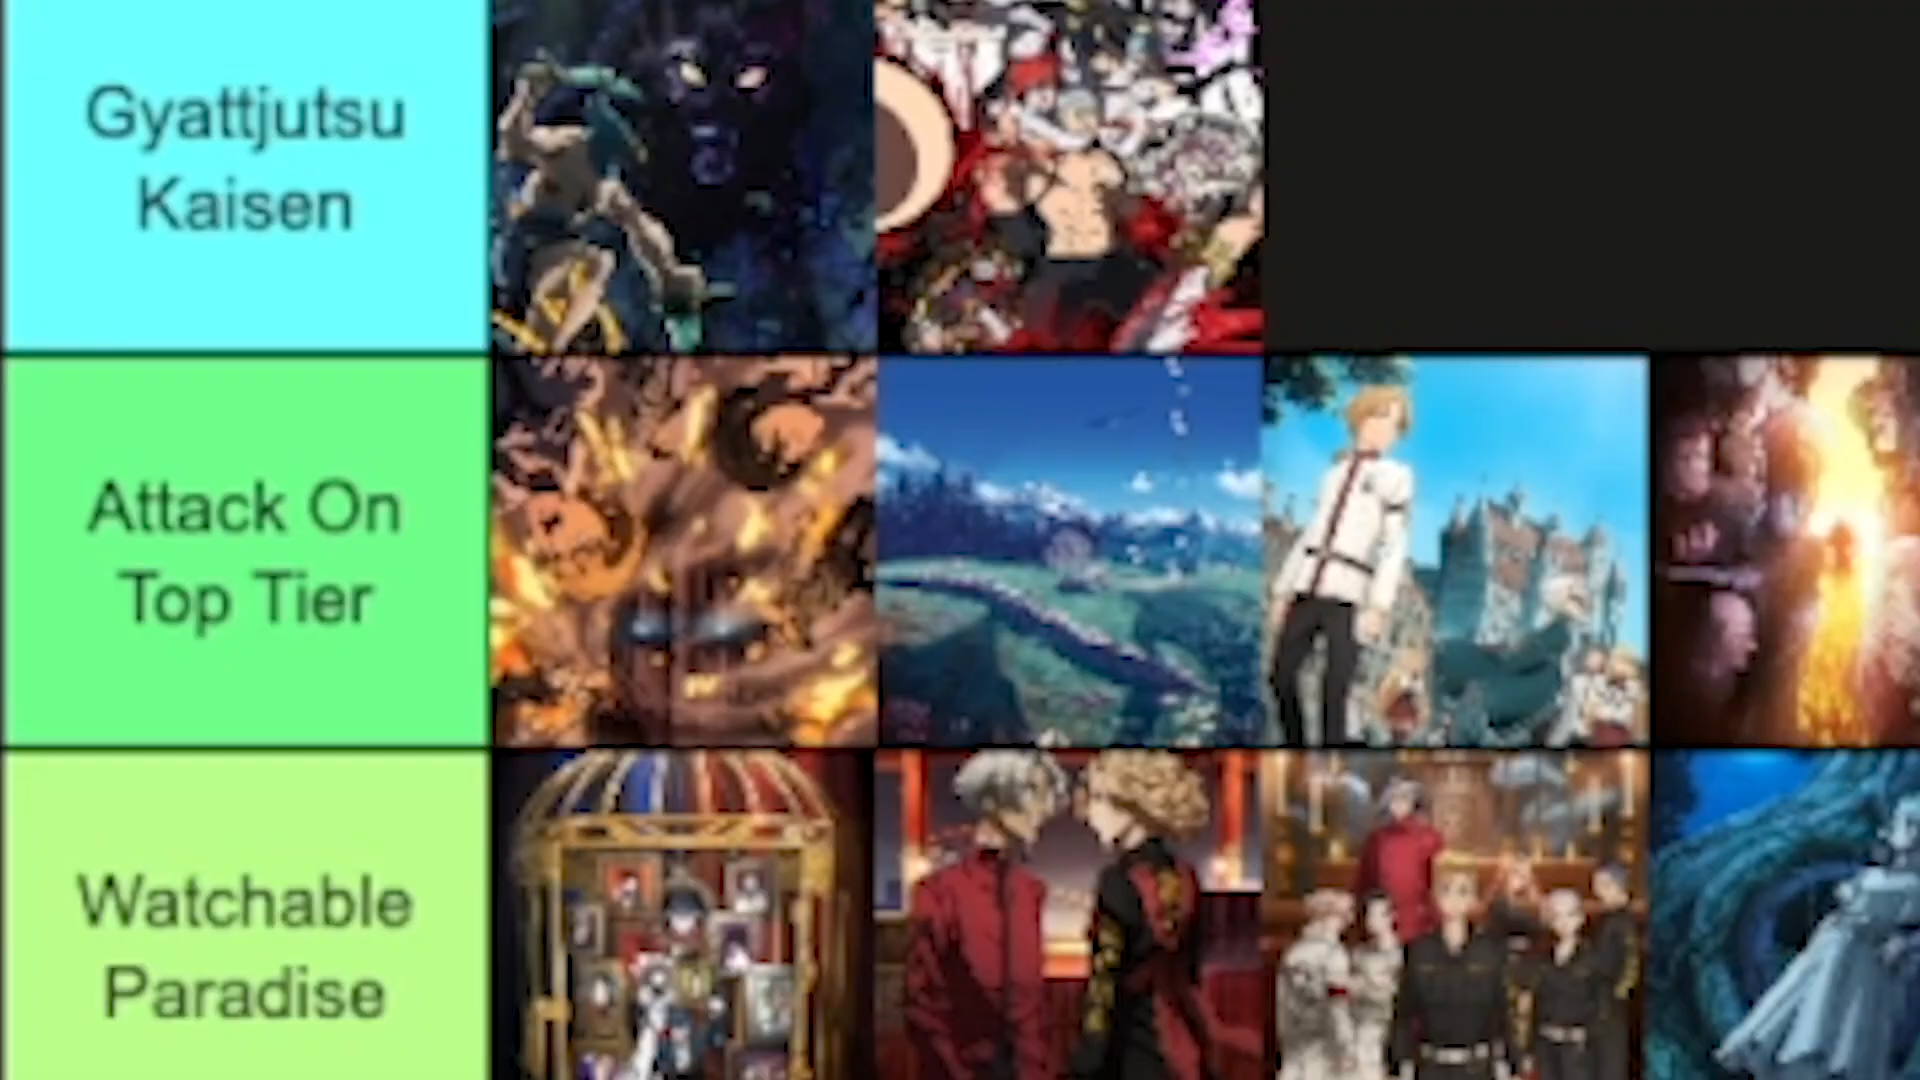 Gyattjutsu
Kaisen
Attack On
Top Tier
Watchable
Paradise